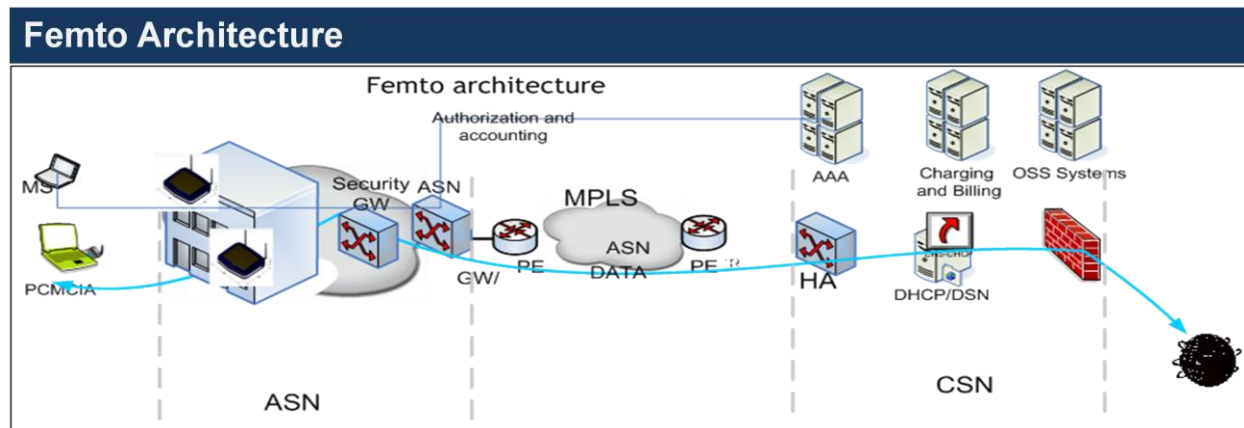 Femto Architecture
Femto architecture
Authorization and
accounting
MS
PCMCIA
Security
GW
ASN
GW/
PE
MPLS
ASN
DATA
PE
AAA
Charging
and Billing
OSS Systems
HA
DHCP/DSN
ASN
CSN